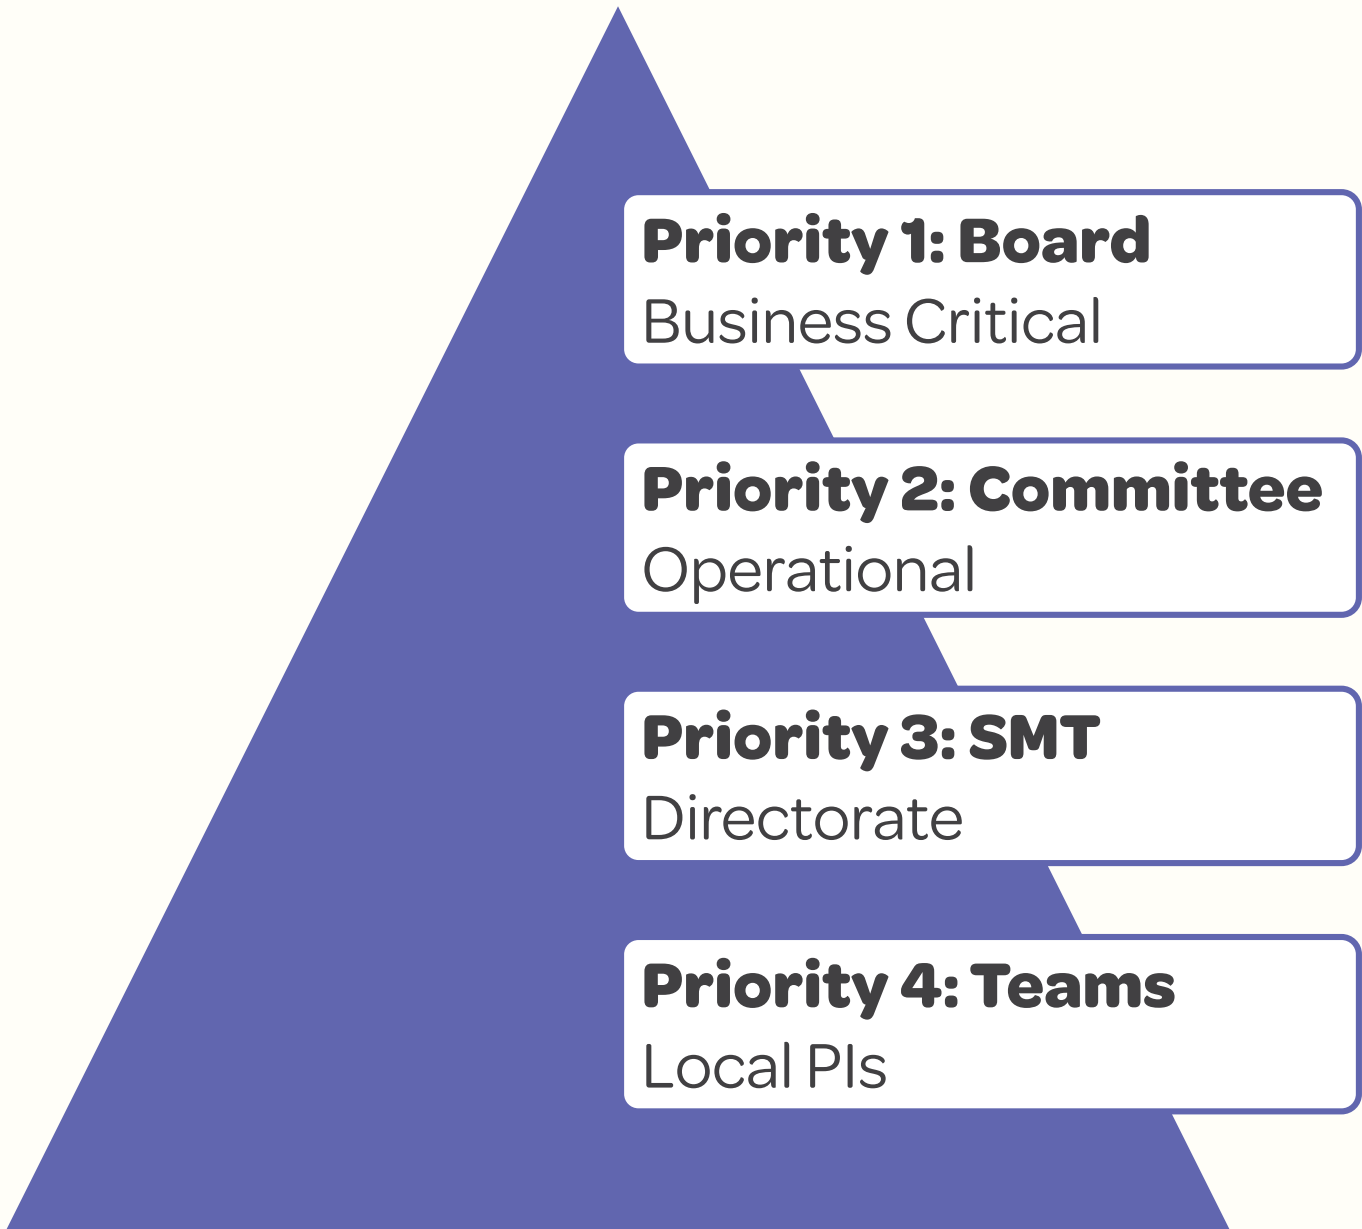 Priority 1: Board
Business Critical
Priority 2: Committee
Operational
Priority 3: SMT
Directorate
Priority 4: Teams
Local PIs